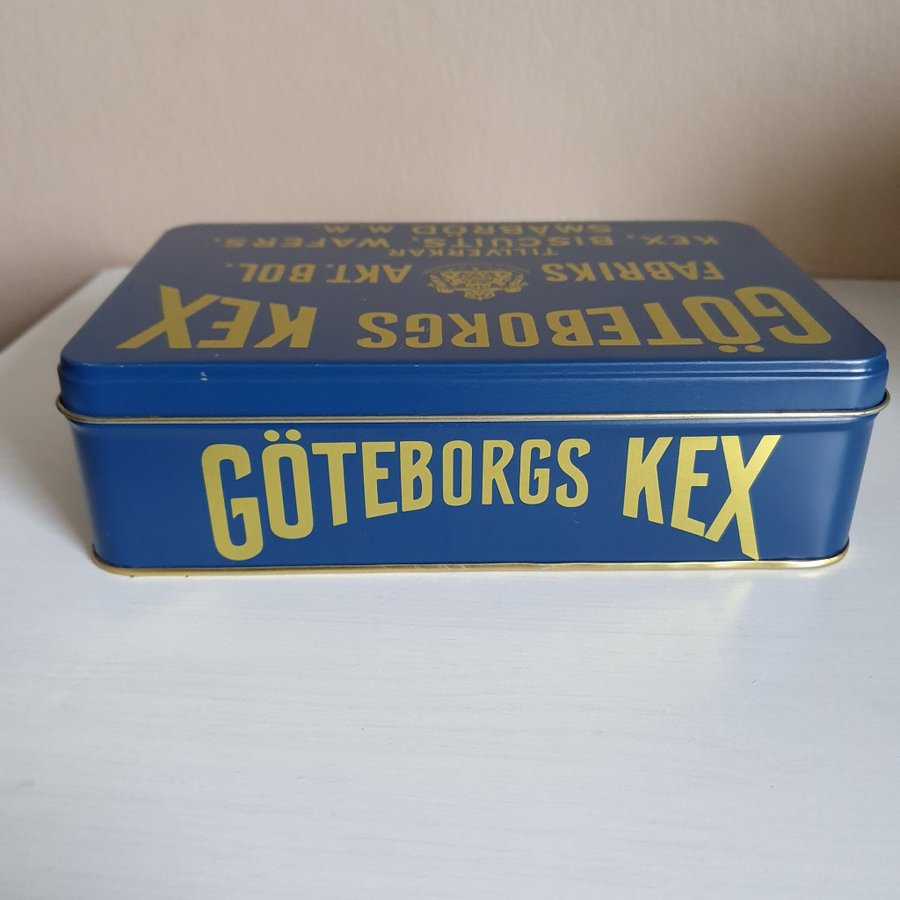 GÖTEBORGS KEX
FABRIKS AKT. BOL.
TILLVERKAR
KEX, BISCUITS, WAFERS,
SMÅBRÖD M.M.
GÖTEBORGS KEX